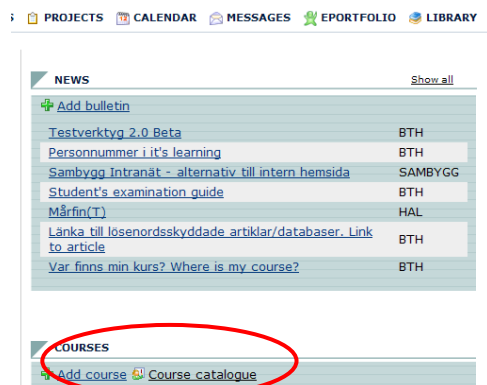 PROJECTS CALENDAR MESSAGES EPORTFOLIO LIBRARY
NEWS Show all
Add bulletin
Testverktyg 2.0 Beta BTH
Personnummer i it's learning BTH
Sambygg Intranät - alternativ till intern hemsida SAMBYGG
Student's examination guide BTH
Mårfin(T) HAL
Länka till lösenordsskyddade artiklar/databaser. Link
to article BTH
Var finns min kurs? Where is my course? BTH
COURSES
Add course Course catalogue